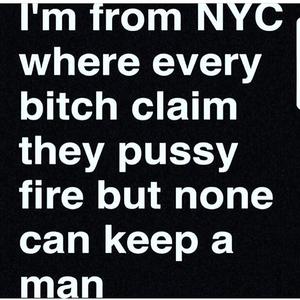 I'm from NYC
where every
bitch claim
they pussy
fire but none
can keep a
man